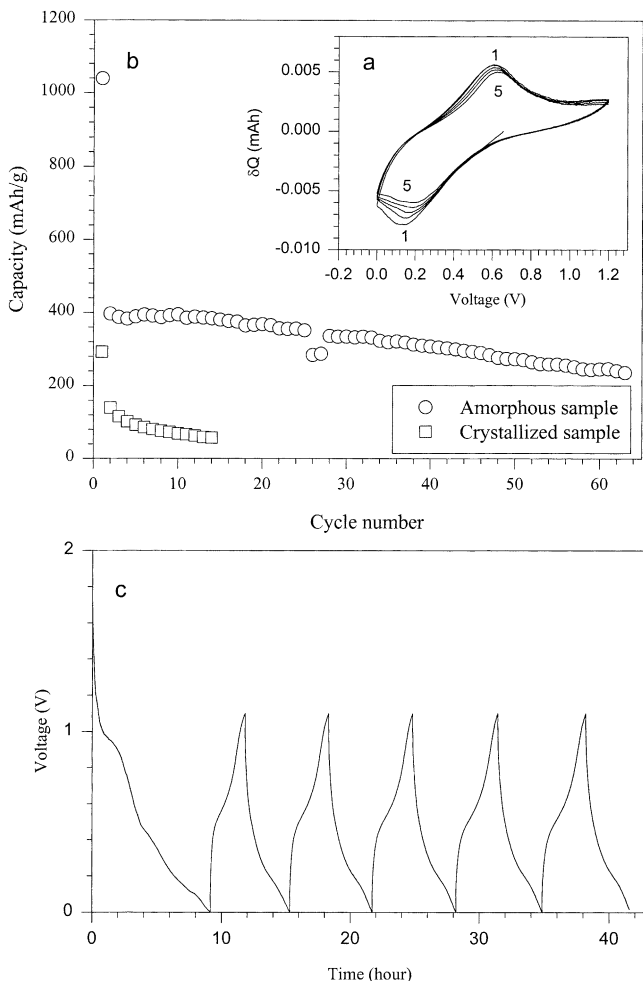 1200
b
1000
800
600
400
200
0
Capacity (mAh/g)
0 10 20 30 40 50 60
Cycle number
a
0.005
0.000
-0.005
-0.010
δQ (mAh)
1
5
5
1
-0.2 0.0 0.2 0.4 0.6 0.8 1.0 1.2
Voltage (V)
Amorphous sample
Crystallized sample
c
2
1
0
Voltage (V)
0 10 20 30 40
Time (hour)